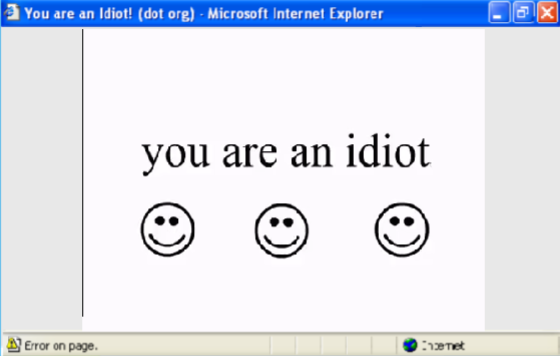 You are an Idiot! (dot org) - Microsoft Internet Explorer
you are an idiot
Error on page.
Internet